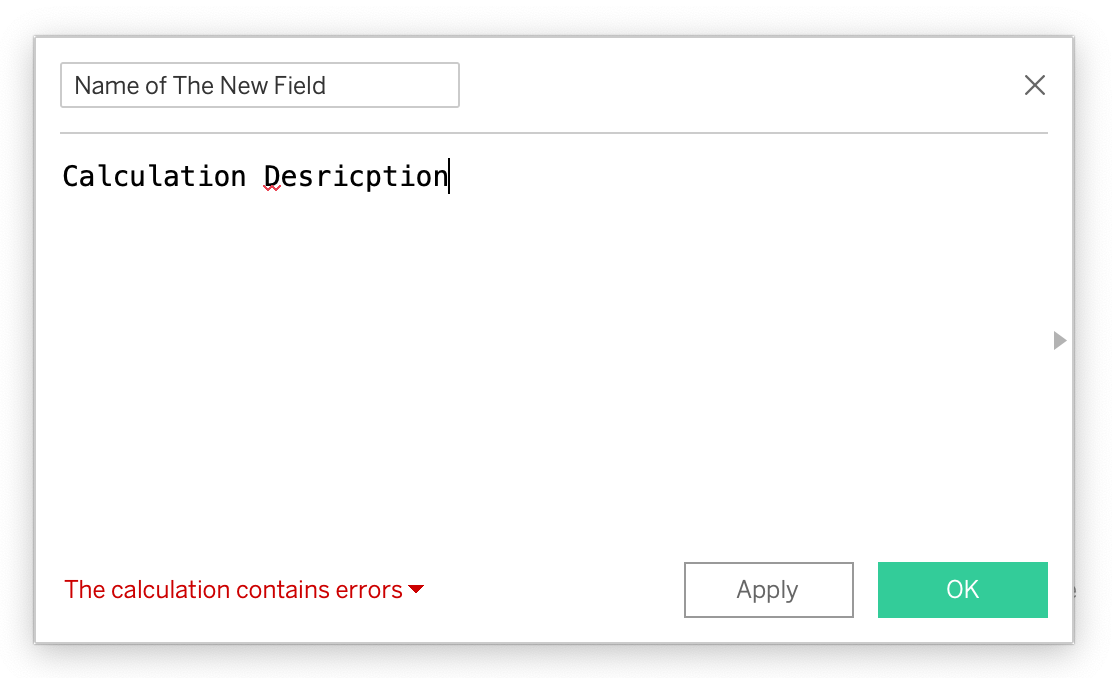 Name of The New Field
Calculation Desricption
The calculation contains errors
Apply
OK